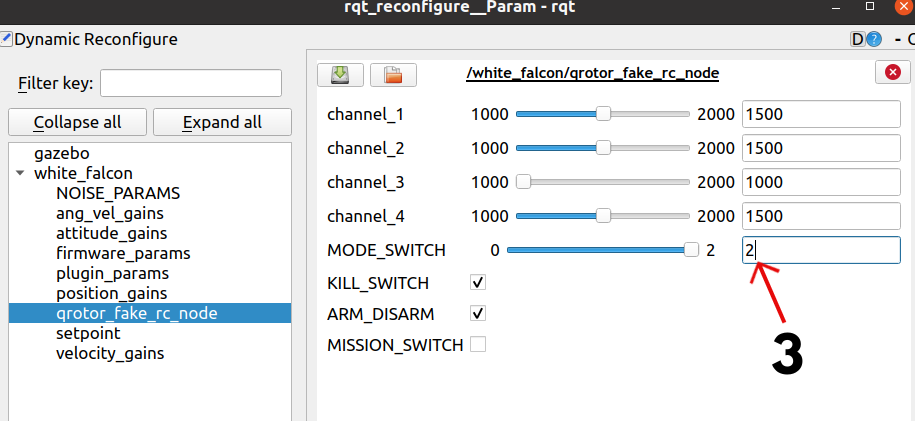 rqt_reconfigure__Param - rqt
Dynamic Reconfigure
D ? - O
Filter key:
Collapse all Expand all
gazebo
white_falcon
NOISE_PARAMS
ang_vel_gains
attitude_gains
firmware_params
plugin_params
position_gains
qrotor_fake_rc_node
setpoint
velocity_gains
/white_falcon/qrotor_fake_rc_node
channel_1 1000 2000 1500
channel_2 1000 2000 1500
channel_3 1000 2000 1000
channel_4 1000 2000 1500
MODE_SWITCH 0 2 2
KILL_SWITCH
ARM_DISARM
MISSION_SWITCH
3